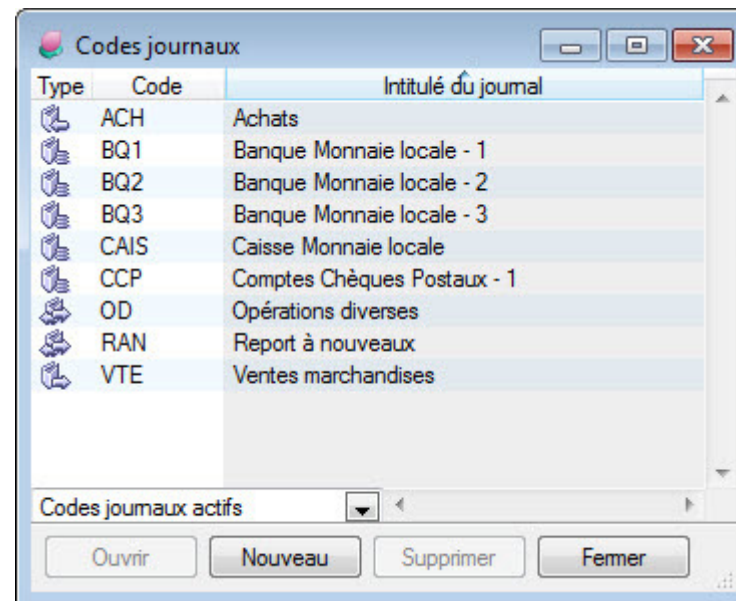 Codes journaux
Type Code Intitulé du journal
ACH Achats
BQ1 Banque Monnaie locale - 1
BQ2 Banque Monnaie locale - 2
BQ3 Banque Monnaie locale - 3
CAIS Caisse Monnaie locale
CCP Comptes Chèques Postaux - 1
OD Opérations diverses
RAN Report à nouveaux
VTE Ventes marchandises
Codes journaux actifs
Ouvrir Nouveau Supprimer Fermer